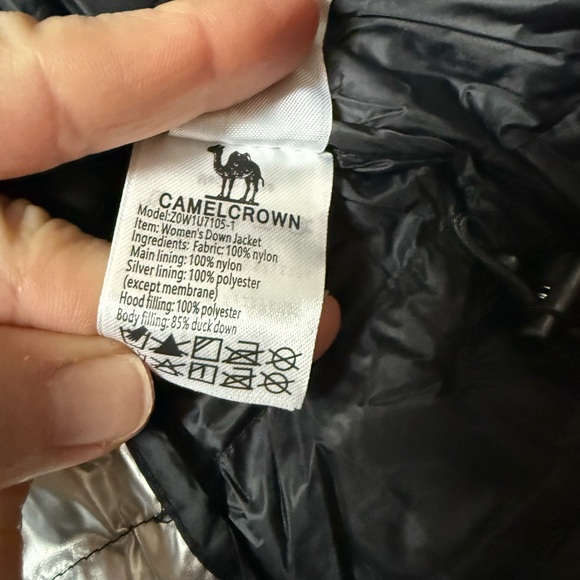 CAMELCROWN
Model:Z0W1U7105-1
Item: Women's Down Jacket
Ingredients: Fabric:100% nylon
Main lining:100% nylon
Silver lining:100% polyester
(except membrane)
Hood filling:100% polyester
Body filling: 85% duck down